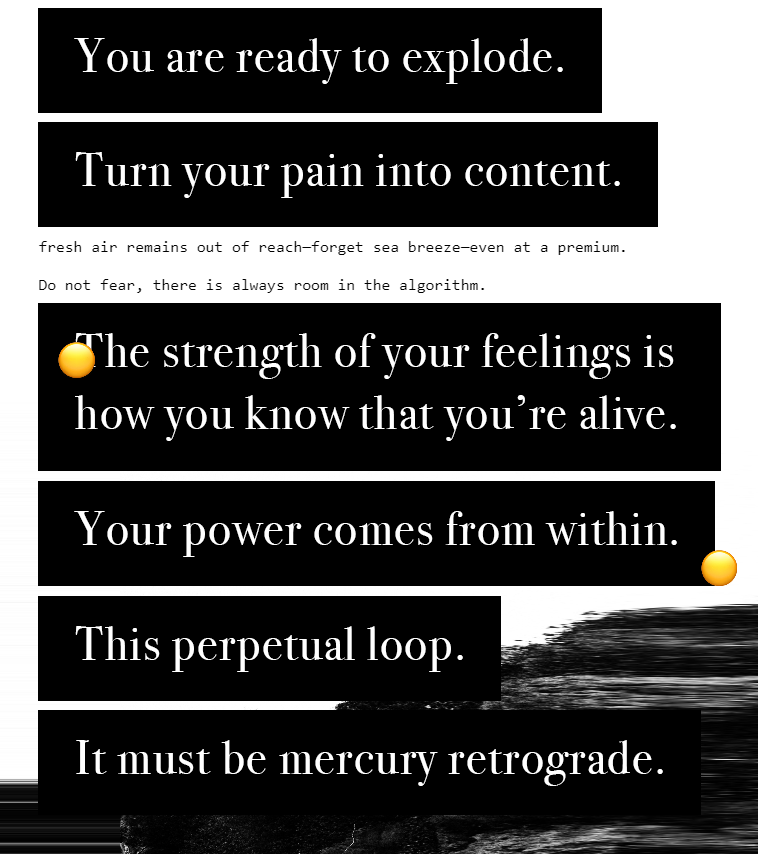 You are ready to explode.
Turn your pain into content.
fresh air remains out of reach—forget sea breeze—even at a premium.
Do not fear, there is always room in the algorithm.
The strength of your feelings is
how you know that you’re alive.
Your power comes from within.
This perpetual loop.
It must be mercury retrograde.